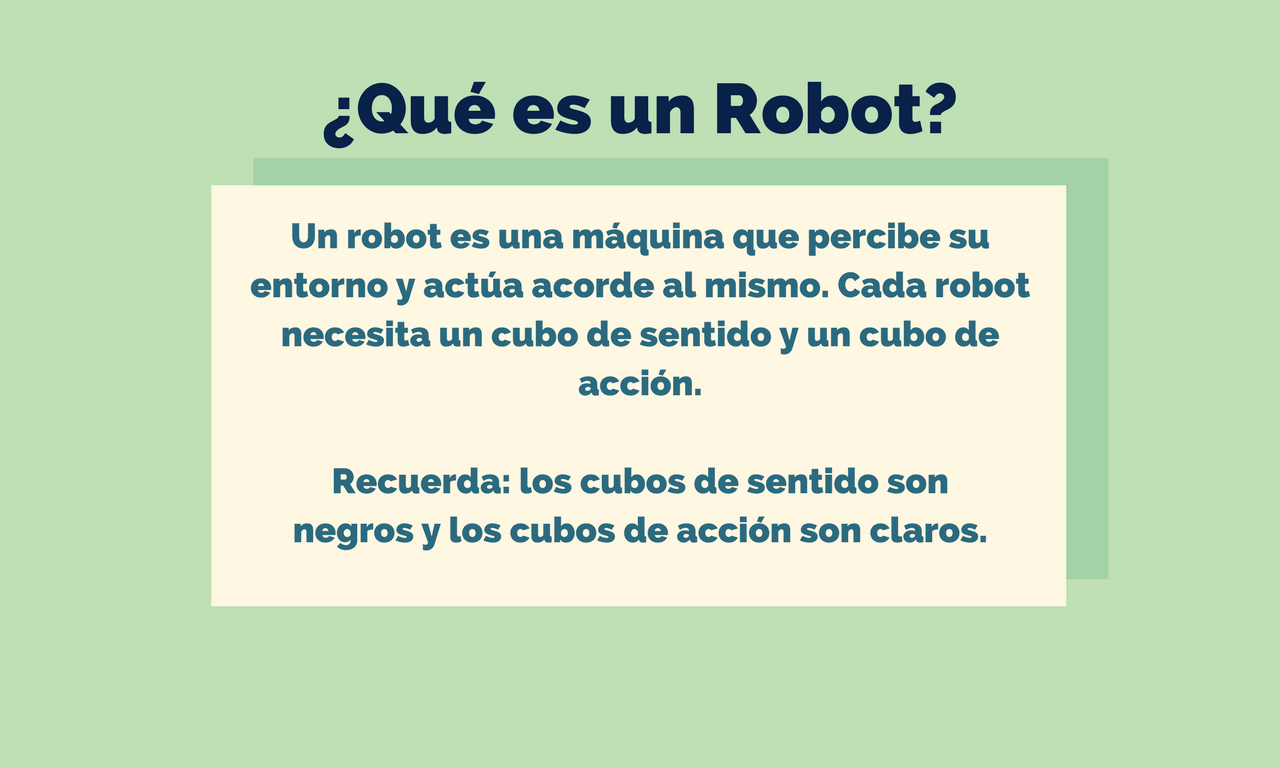 ¿Qué es un Robot?
Un robot es una máquina que percibe su
entorno y actúa acorde al mismo. Cada robot
necesita un cubo de sentido y un cubo de
acción.
Recuerda: los cubos de sentido son
negros y los cubos de acción son claros.